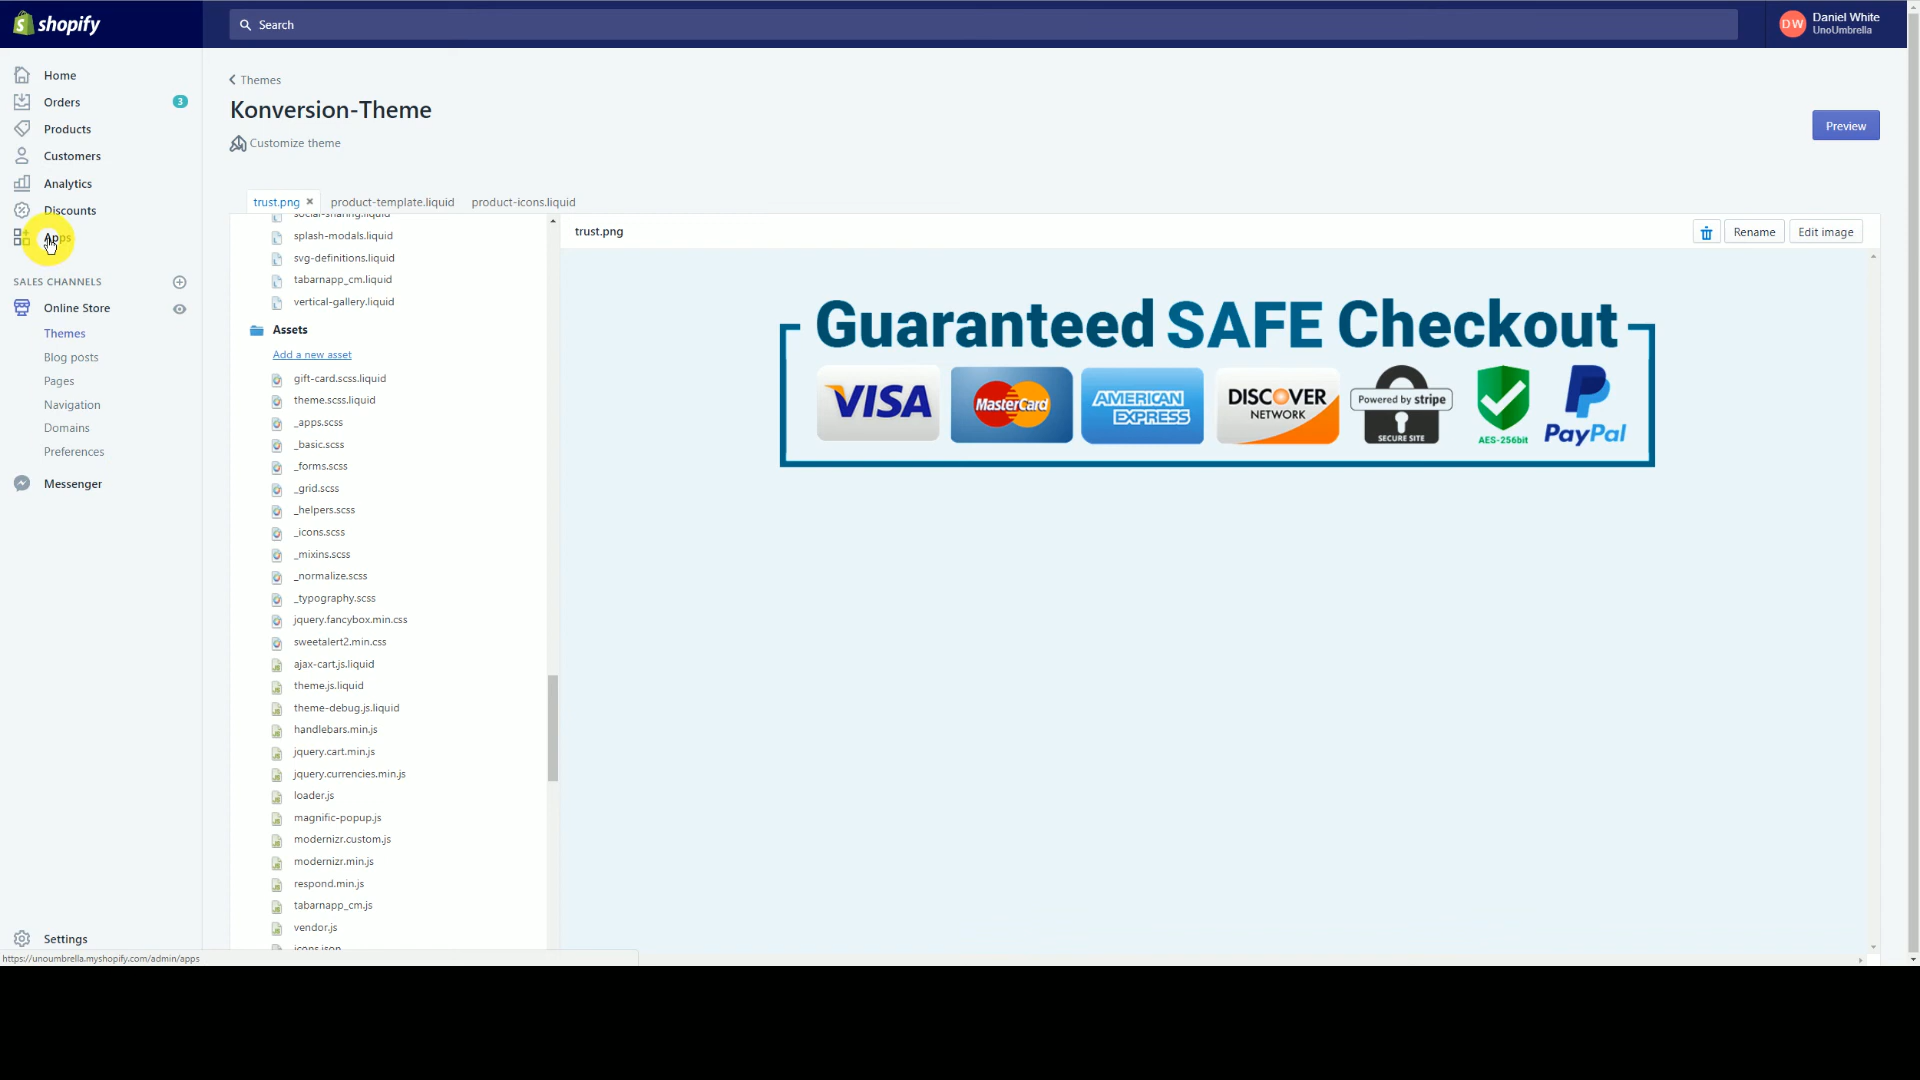 shopify
Search
Daniel White
UnoUmbrella
DW
Home
Orders
3
Products
Customers
Analytics
Discounts
Apps
SALES CHANNELS
Online Store
Themes
Blog posts
Pages
Navigation
Domains
Preferences
Messenger
Settings
https://unoumbrella.myshopify.com/admin/apps
Themes
Konversion-Theme
Customize theme
Preview
trust.png × product-template.liquid product-icons.liquid
social-sharing.liquid
splash-modals.liquid
svg-definitions.liquid
tabarnapp_cm.liquid
vertical-gallery.liquid
Assets
Add a new asset
gift-card.scss.liquid
theme.scss.liquid
_apps.scss
_basic.scss
_forms.scss
_grid.scss
_helpers.scss
_icons.scss
_mixins.scss
_normalize.scss
_typography.scss
jquery.fancybox.min.css
sweetalert2.min.css
ajax-cart.js.liquid
theme.js.liquid
theme-debug.js.liquid
handlebars.min.js
jquery.cart.min.js
jquery.currencies.min.js
loader.js
magnific-popup.js
modernizr.custom.js
modernizr.min.js
respond.min.js
tabarnapp_cm.js
vendor.js
icons.json
trust.png
Rename
Edit image
Guaranteed SAFE Checkout
VISA
MasterCard
AMERICAN
EXPRESS
DISCOVER
NETWORK
Powered by stripe
SECURE SITE
AES-256bit
PayPal